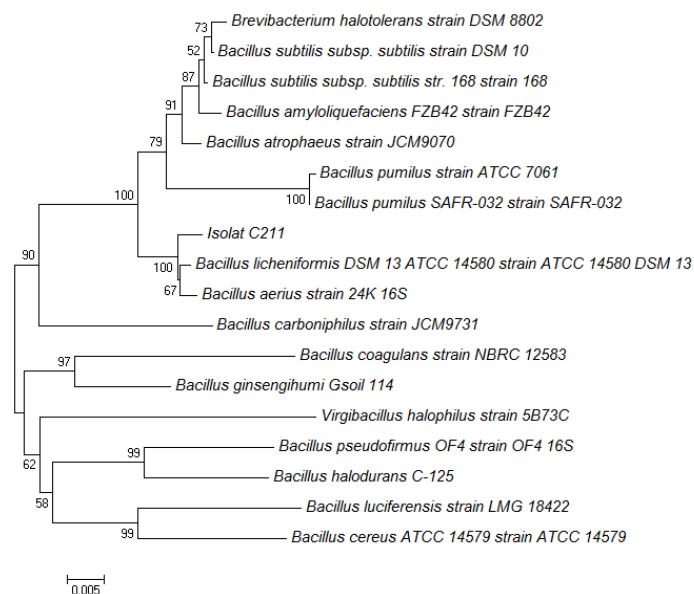 Brevibacterium halotolerans strain DSM 8802
73
52
Bacillus subtilis subsp. subtilis strain DM 10
Bacillus subtilis subsp. subtilis str. 168 strain 168
87
91
Bacillus amyloliquefaciens FZB42 strain FZB42
79
Bacillus atrophaeus strain JCM9070
Bacillus pumilus strain ATCC 7061
100
100
Bacillus pumilus SAFR-032 strain SAFR-032
Isolat C211
90
100
Bacillus licheniformis DSM 13 ATCC 14580 strain ATCC 14580 DSM 13
67
Bacillus aerius strain 24K 16S
Bacillus carboniphilus strain JCM9731
97
Bacillus coagulans strain NBRC 12583
Bacillus ginsengihumi Gsoil 114
Virgibacillus halophilus strain 5B73C
62
99
Bacillus pseudofirmus OF4 strain OF4 16S
Bacillus halodurans C-125
58
Bacillus luciferensis strain LMG 18422
99
Bacillus cereus ATCC 14579 strain ATCC 14579
0.005